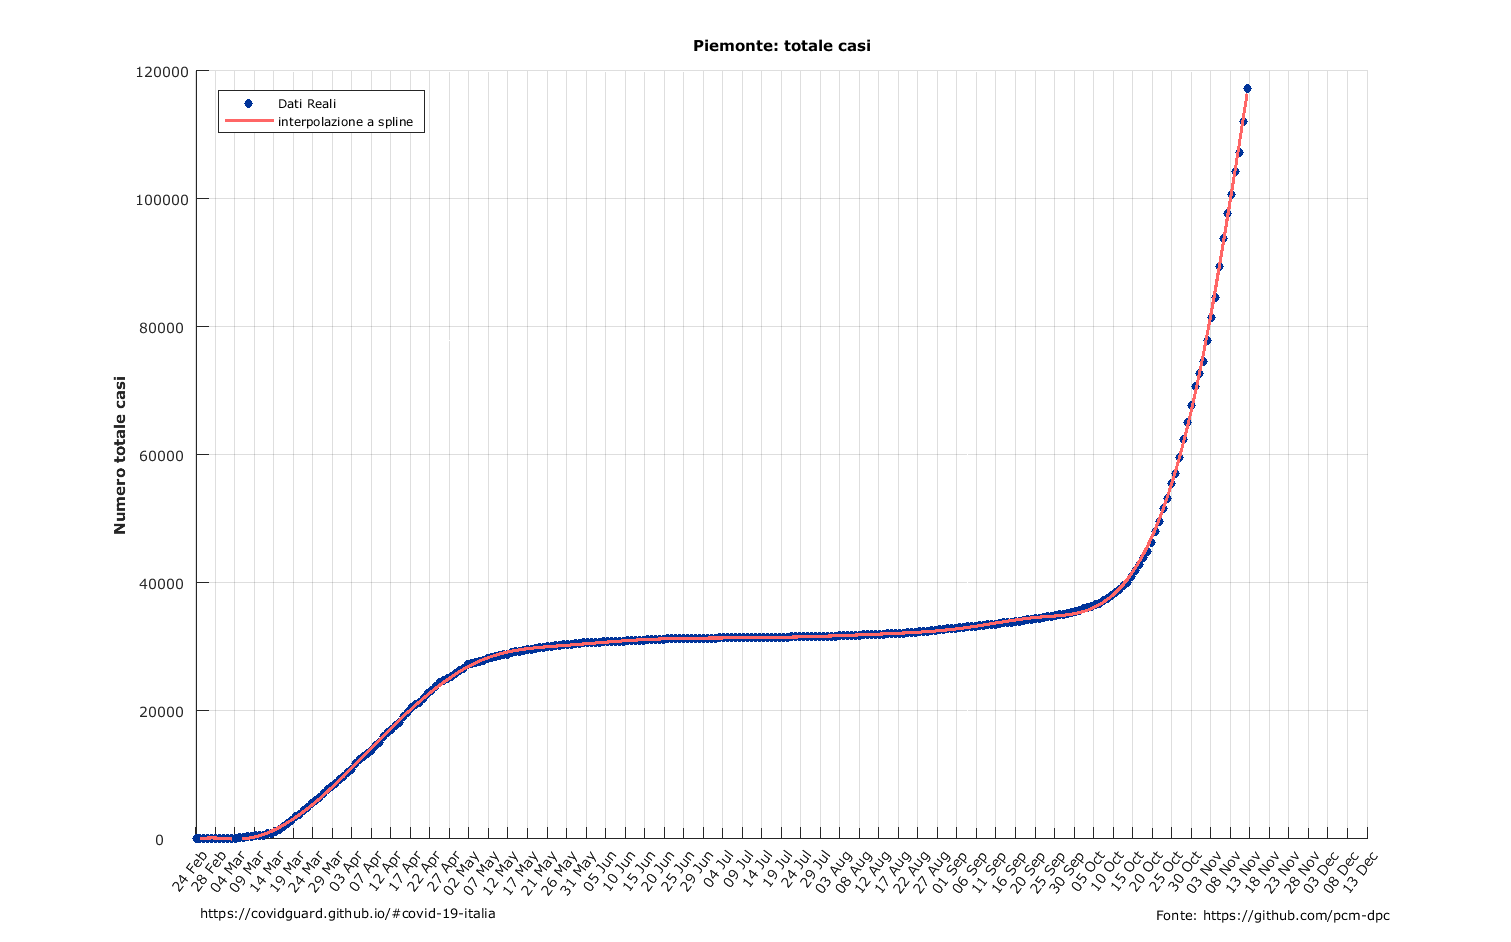 Piemonte: totale casi
Dati Reali
interpolazione a spline
Numero totale casi
120000
100000
80000
60000
40000
20000
0
24 Feb
28 Feb
04 Mar
09 Mar
14 Mar
19 Mar
24 Mar
29 Mar
03 Apr
07 Apr
12 Apr
17 Apr
22 Apr
27 Apr
02 May
07 May
12 May
17 May
21 May
26 May
31 May
05 Jun
10 Jun
15 Jun
20 Jun
25 Jun
29 Jun
04 Jul
09 Jul
14 Jul
19 Jul
24 Jul
29 Jul
03 Aug
08 Aug
12 Aug
17 Aug
22 Aug
27 Aug
01 Sep
06 Sep
11 Sep
16 Sep
20 Sep
25 Sep
30 Sep
05 Oct
10 Oct
15 Oct
20 Oct
25 Oct
30 Oct
03 Nov
08 Nov
13 Nov
18 Nov
23 Nov
28 Nov
03 Dec
08 Dec
13 Dec
https://covidguard.github.io/#covid-19-italia
Fonte: https://github.com/pcm-dpc